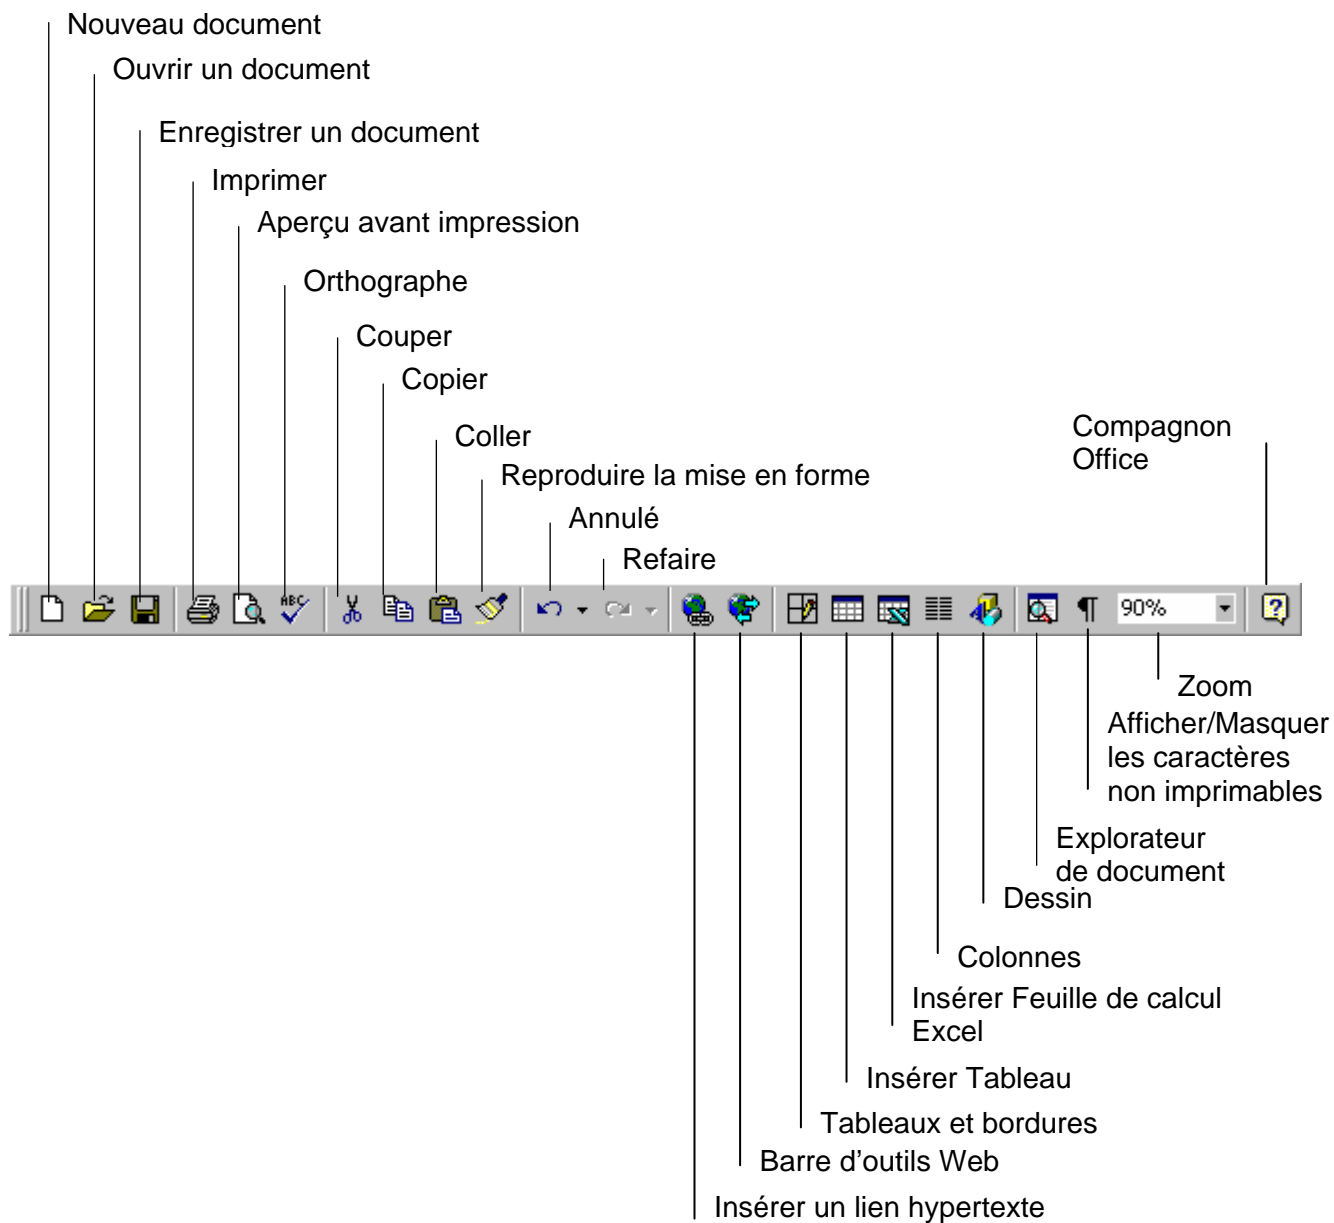 Nouveau document
Ouvrir un document
Enregistrer un document
Imprimer
Aperçu avant impression
Orthographe
Couper
Copier
Coller
Reproduire la mise en forme
Annulé
Refaire
Compagnon
Office
ABC
90%
Zoom
Afficher/Masquer
les caractères
non imprimables
Explorateur
de document
Dessin
Colonnes
Insérer Feuille de calcul
Excel
Insérer Tableau
Tableaux et bordures
Barre d’outils Web
Insérer un lien hypertexte